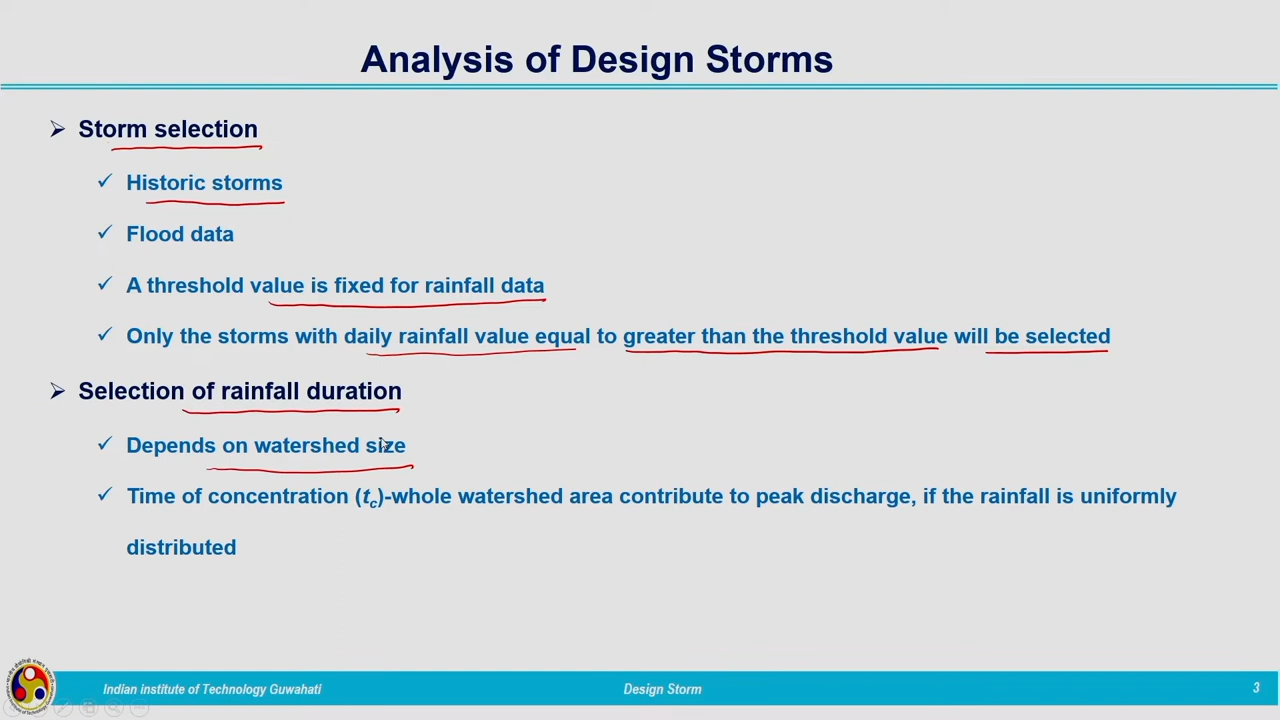 Analysis of Design Storms
Storm selection
Historic storms
Flood data
A threshold value is fixed for rainfall data
Only the storms with daily rainfall value equal to greater than the threshold value will be selected
Selection of rainfall duration
Depends on watershed size
Time of concentration (tc)-whole watershed area contribute to peak discharge, if the rainfall is uniformly
distributed
Indian institute of Technology Guwahati
Design Storm
3